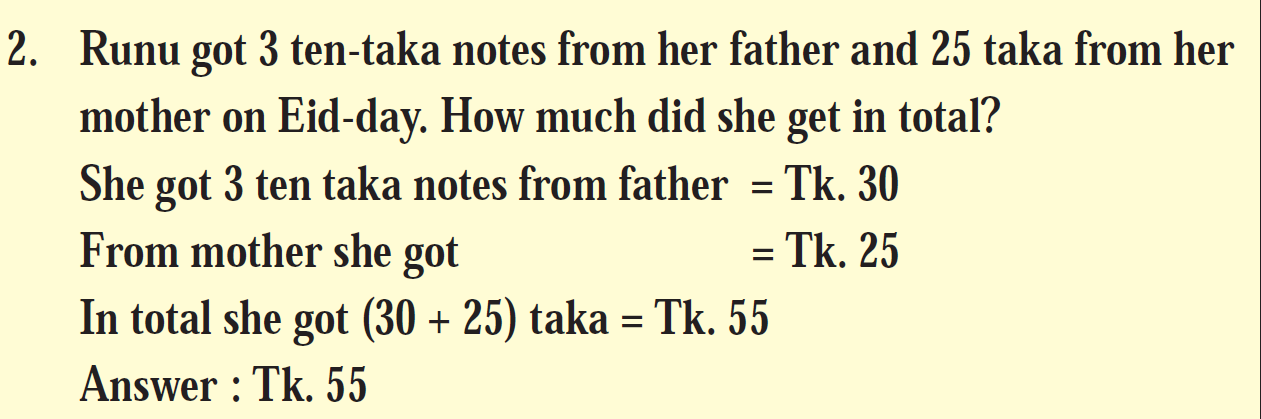 2. Runu got 3 ten-taka notes from her father and 25 taka from her
mother on Eid-day. How much did she get in total?
She got 3 ten taka notes from father = Tk. 30
From mother she got = Tk. 25
In total she got (30 + 25) taka = Tk. 55
Answer : Tk. 55